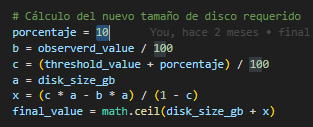 # Cálculo del nuevo tamaño de disco requerido
porcentaje = 10 You, hace 2 meses • final
b = observerd_value / 100
c = (threshold_value + porcentaje) / 100
a = disk_size_gb
x = (c * a - b * a) / (1 - c)
final_value = math.ceil(disk_size_gb + x)